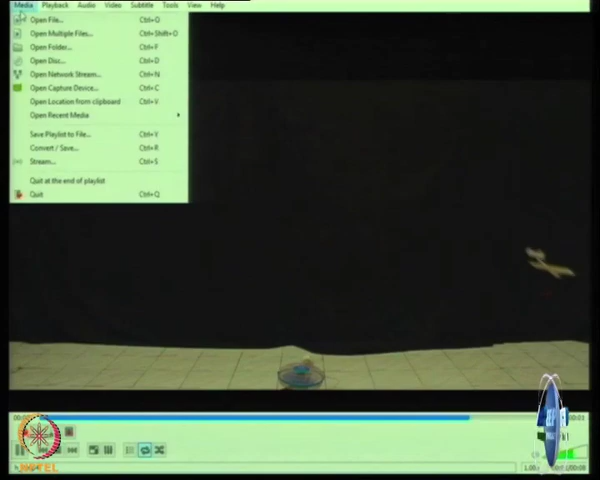 Media Playback Audio Video Subtitle Tools View Help
Open File... Ctrl+O
Open Multiple Files... Ctrl+Shift+O
Open Folder... Ctrl+F
Open Disc... Ctrl+D
Open Network Stream... Ctrl+N
Open Capture Device... Ctrl+C
Open Location from clipboard Ctrl+V
Open Recent Media
Save Playlist to File... Ctrl+Y
Convert / Save... Ctrl+R
Stream... Ctrl+S
Quit at the end of playlist
Quit Ctrl+Q
NPTEL